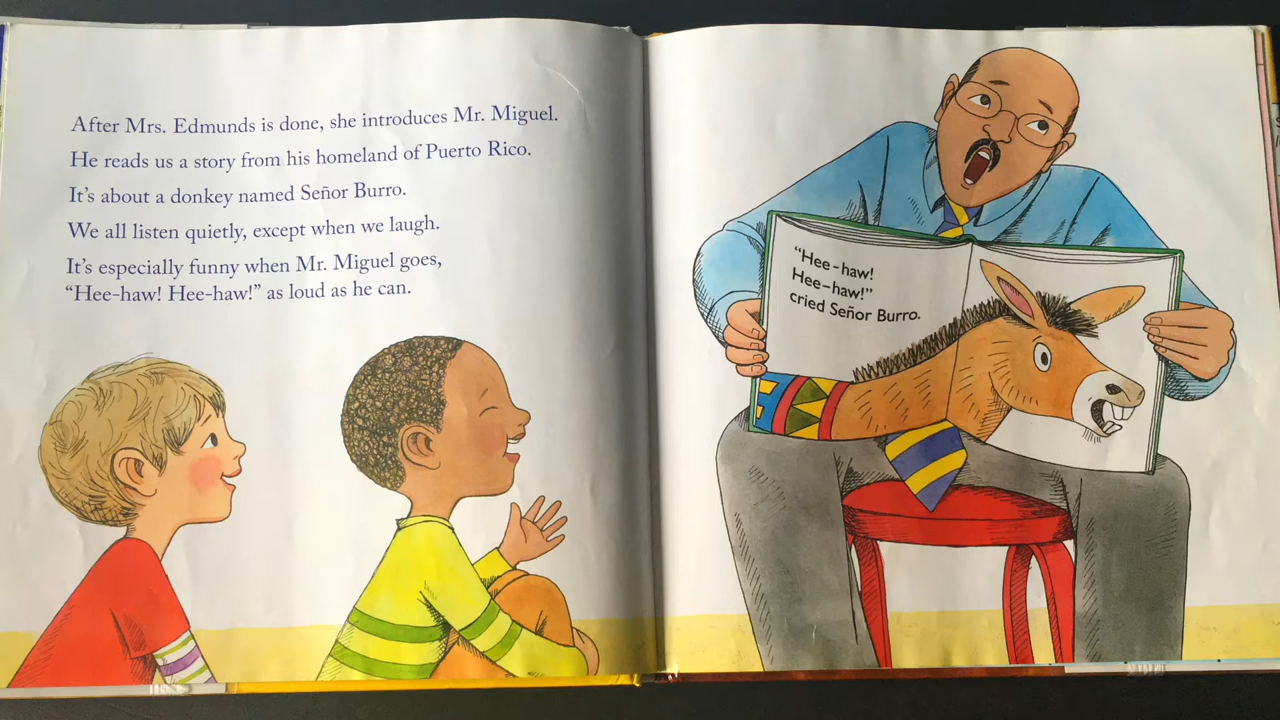 After Mrs. Edmunds is done, she introduces Mr. Miguel.
He reads us a story from his homeland of Puerto Rico.
It's about a donkey named Señor Burro.
We all listen quietly, except when we laugh.
It's especially funny when Mr. Miguel goes,
“Hee-haw! Hee-haw!” as loud as he can.
“Hee-haw!
Hee-haw!”
cried Señor Burro.